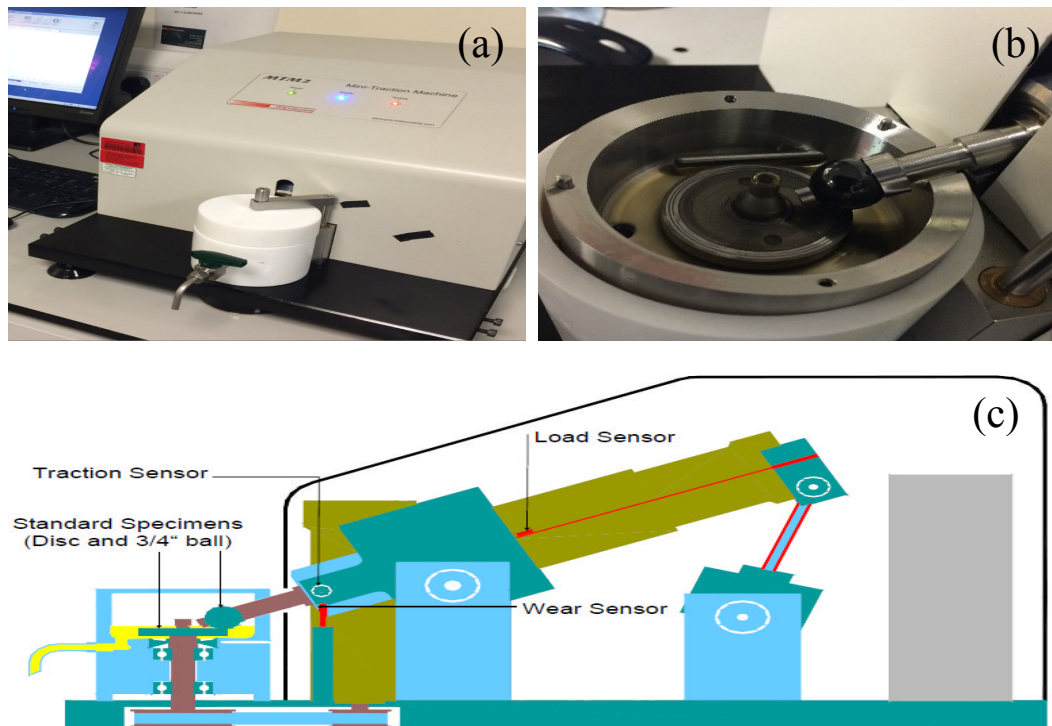 (a)
MTM2
Mini-Traction Machine
(b)
(c)
Load Sensor
Traction Sensor
Standard Specimens
(Disc and 3/4“ ball)
Wear Sensor